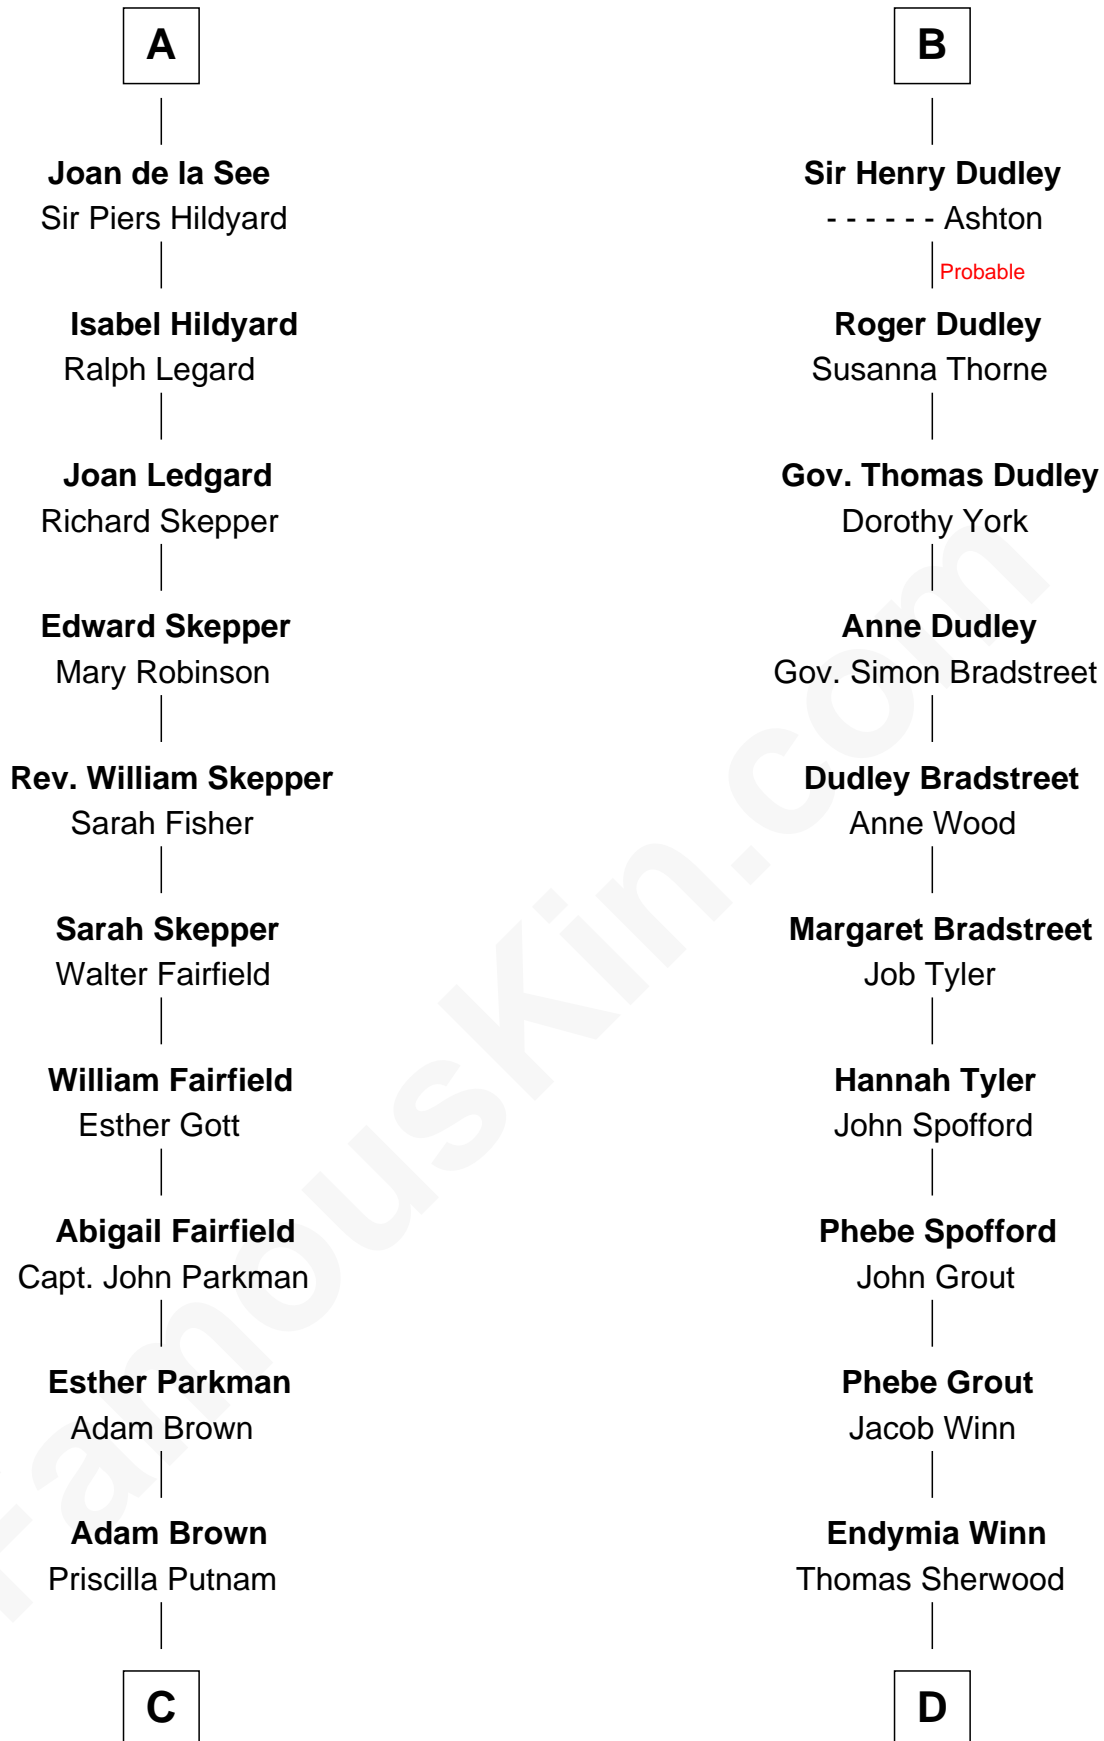 A
Joan de la See
Sir Piers Hildyard
Isabel Hildyard
Ralph Legard
Joan Ledgard
Richard Skepper
Edward Skepper
Mary Robinson
Rev. William Skepper
Sarah Fisher
Sarah Skepper
Walter Fairfield
William Fairfield
Esther Gott
Abigail Fairfield
Capt. John Parkman
Esther Parkman
Adam Brown
Adam Brown
Priscilla Putnam
C
B
Sir Henry Dudley
- - - - - - Ashton
Probable
Roger Dudley
Susanna Thorne
Gov. Thomas Dudley
Dorothy York
Anne Dudley
Gov. Simon Bradstreet
Dudley Bradstreet
Anne Wood
Margaret Bradstreet
Job Tyler
Hannah Tyler
John Spofford
Phebe Spofford
John Grout
Phebe Grout
Jacob Winn
Endymia Winn
Thomas Sherwood
D
FamousKin.com